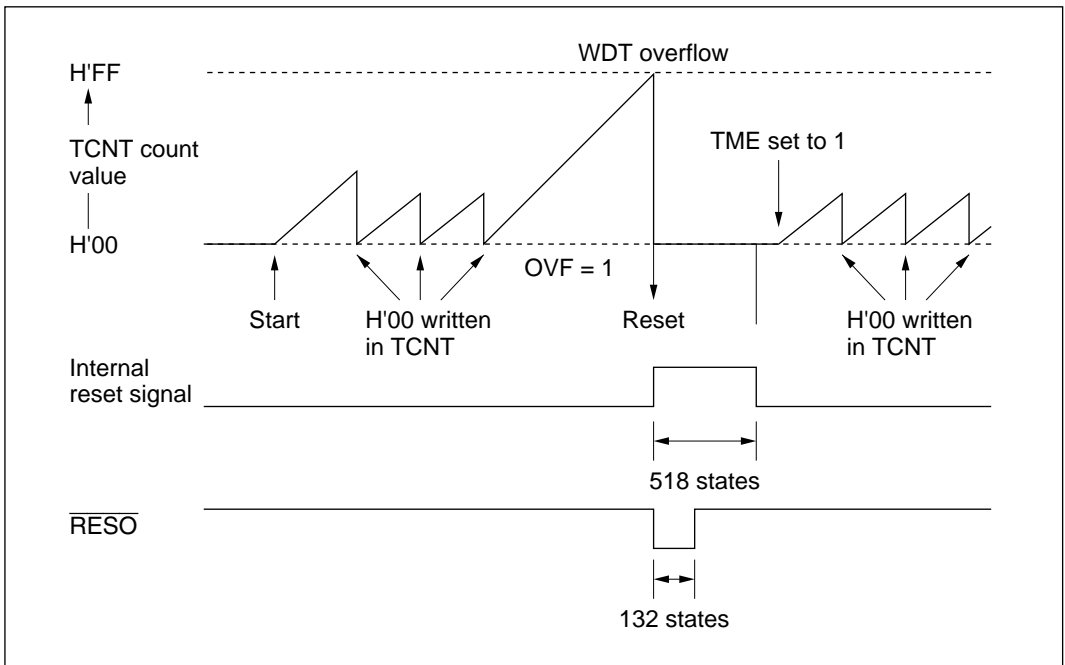 WDT overflow
H'FF
TME set to 1
TCNT count
value
H'00
OVF = 1
Start
H'00 written
in TCNT
Reset
H'00 written
in TCNT
Internal
reset signal
518 states
RESO
132 states